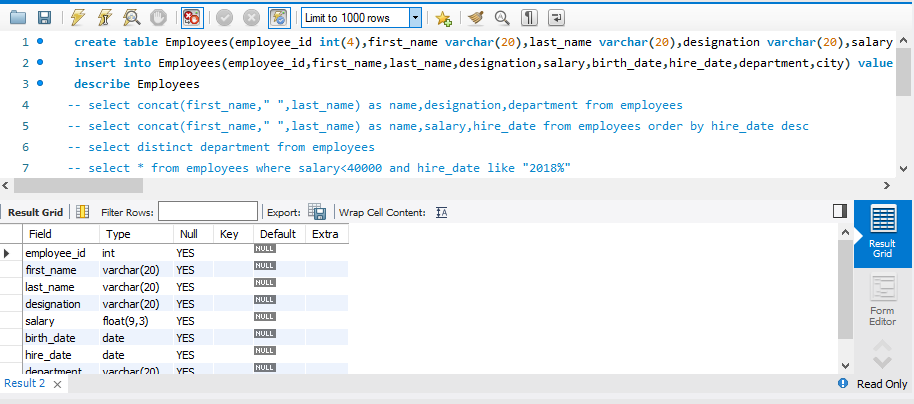 Limit to 1000 rows
1 create table Employees(employee_id int(4),first_name varchar(20),last_name varchar(20),designation varchar(20),salary
2 insert into Employees(employee_id,first_name,last_name,designation,salary,birth_date,hire_date,department,city) value
3 describe Employees
4 -- select concat(first_name," ",last_name) as name,designation,department from employees
5 -- select concat(first_name," ",last_name) as name,salary,hire_date from employees order by hire_date desc
6 -- select distinct department from employees
7 -- select * from employees where salary<40000 and hire_date like "2018%"
Result Grid Filter Rows: Export: Wrap Cell Content: IA
Field Type Null Key Default Extra
employee_id int YES NULL
first_name varchar(20) YES NULL
last_name varchar(20) YES NULL
designation varchar(20) YES NULL
salary float(9,3) YES NULL
birth_date date YES NULL
hire_date date YES NULL
department varchar(20) YES NULL
Result
Grid
Form
Editor
Result 2 Read Only